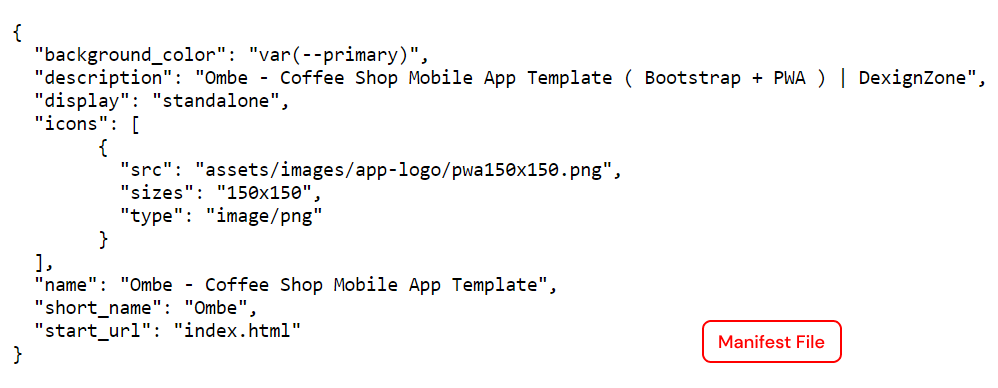 {
"background_color": "var(--primary)",
"description": "Ombe - Coffee Shop Mobile App Template ( Bootstrap + PWA ) | DexignZone",
"display": "standalone",
"icons": [
{
"src": "assets/images/app-logo/pwa150x150.png",
"sizes": "150x150",
"type": "image/png"
}
],
"name": "Ombe - Coffee Shop Mobile App Template",
"short_name": "Ombe",
"start_url": "index.html"
}
Manifest File